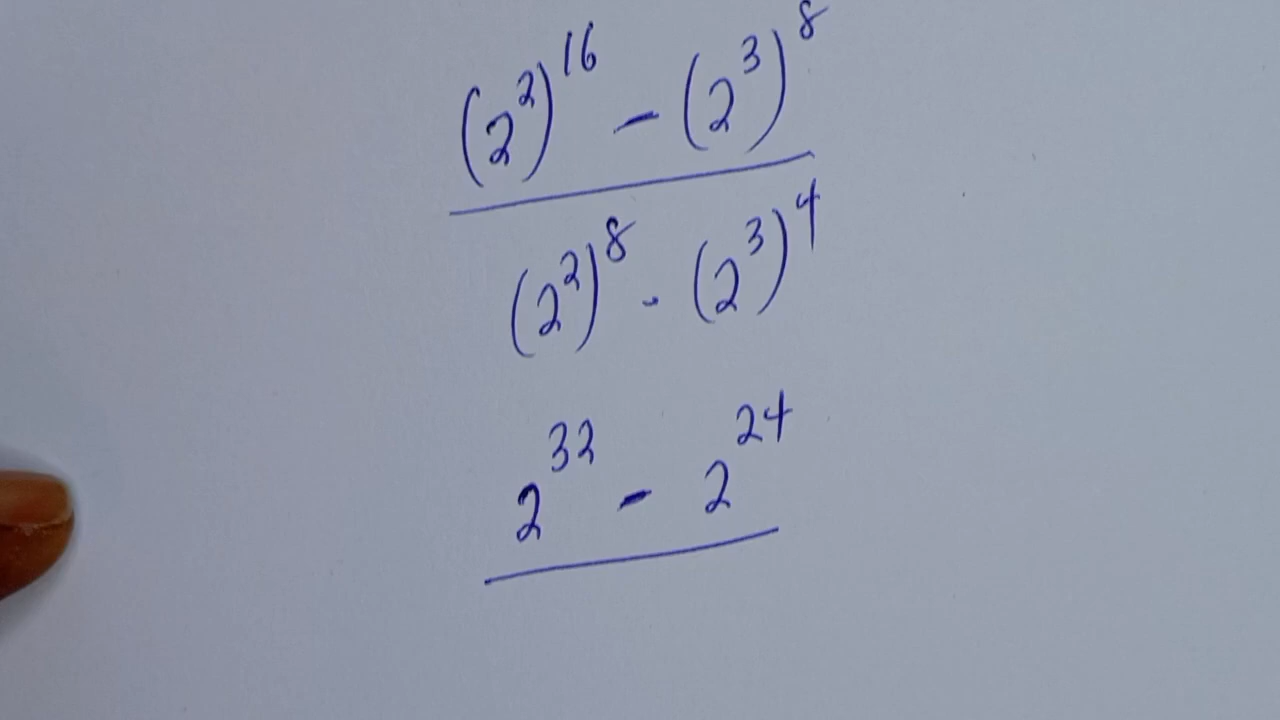 (2²)¹⁶ - (2³)⁸
(2²)⁸ - (2³)⁴
2³² - 2²⁴